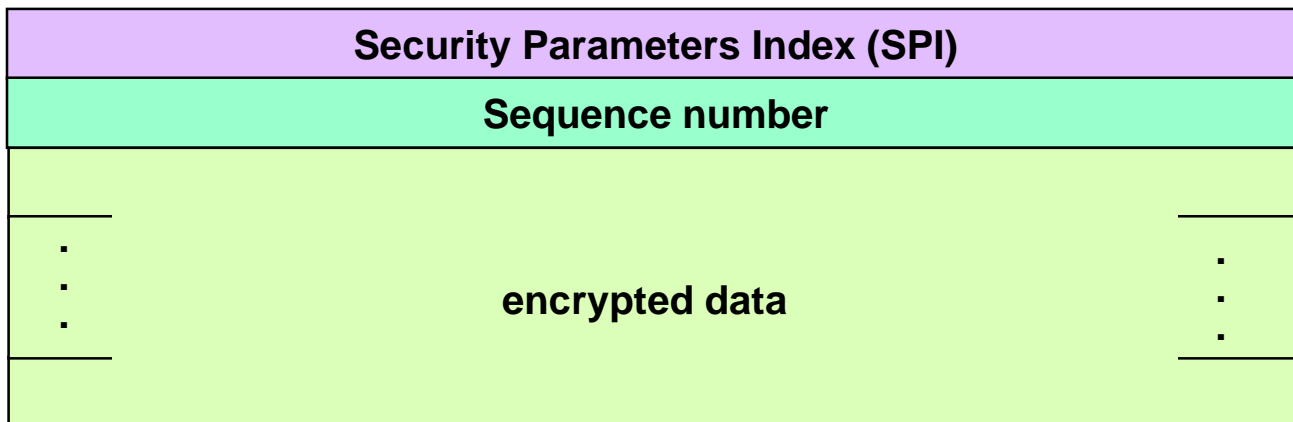 Security Parameters Index (SPI)
Sequence number
.
.
.
.
.
.
encrypted data